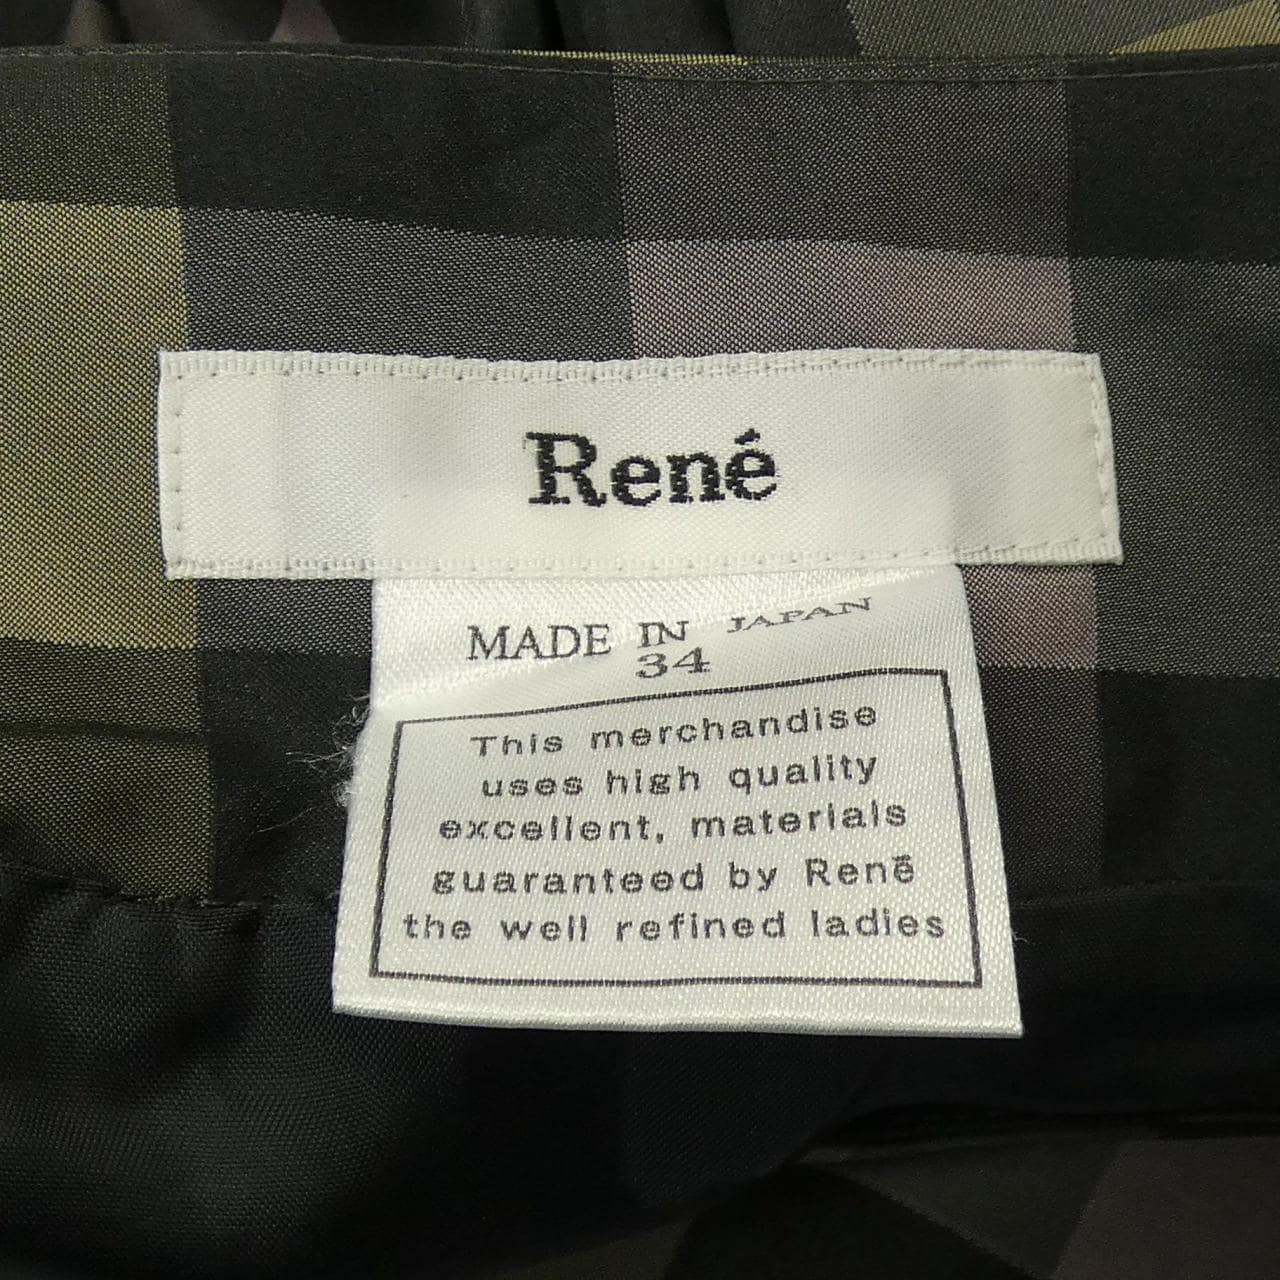 René
MADE IN JAPAN
34
This merchandise
uses high quality
excellent, materials
guaranteed by Renē
the well refined ladies